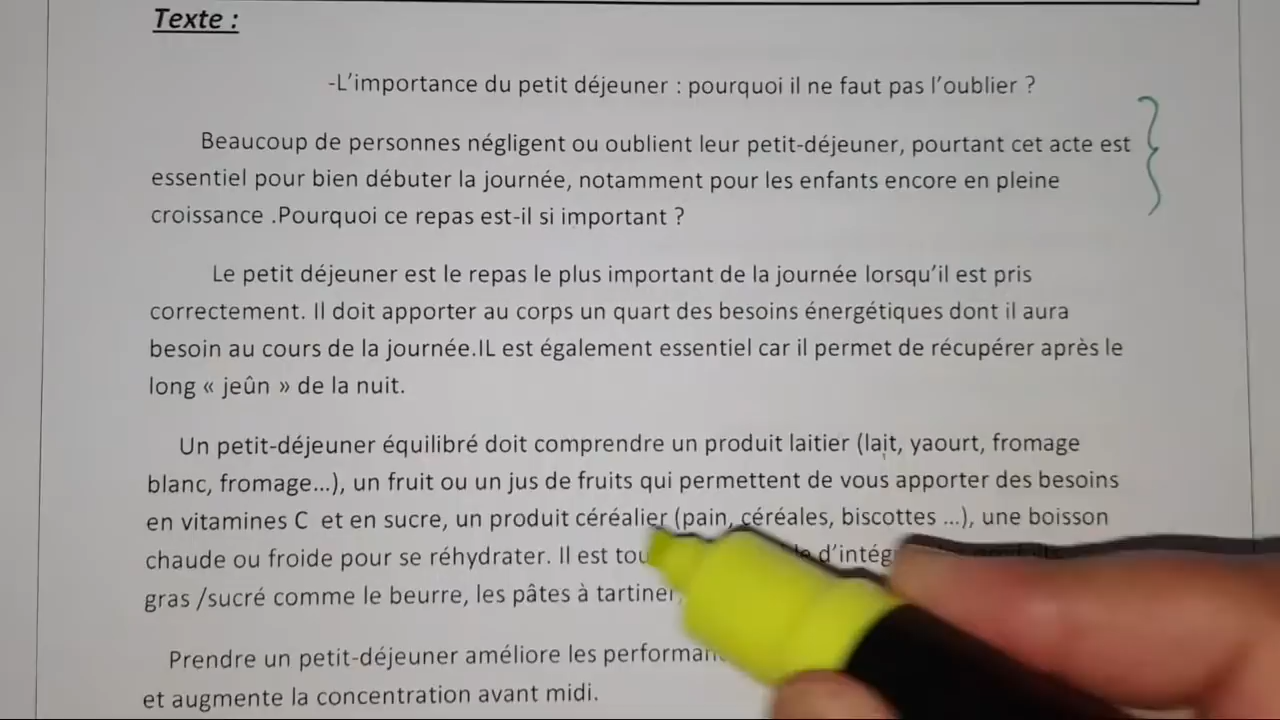 Texte :
-L'importance du petit déjeuner : pourquoi il ne faut pas l'oublier ?
Beaucoup de personnes négligent ou oublient leur petit-déjeuner, pourtant cet acte est
essentiel pour bien débuter la journée, notamment pour les enfants encore en pleine
croissance .Pourquoi ce repas est-il si important ?
Le petit déjeuner est le repas le plus important de la journée lorsqu'il est pris
correctement. Il doit apporter au corps un quart des besoins énergétiques dont il aura
besoin au cours de la journée.IL est également essentiel car il permet de récupérer après le
long « jeûn » de la nuit.
Un petit-déjeuner équilibré doit comprendre un produit laitier (lait, yaourt, fromage
blanc, fromage...), un fruit ou un jus de fruits qui permettent de vous apporter des besoins
en vitamines C et en sucre, un produit céréalier (pain, céréales, biscottes ...), une boisson
chaude ou froide pour se réhydrater. Il est
gras /sucré comme le beurre, les pâtes à tartiner
Prendre un petit-déjeuner améliore les
et augmente la concentration avant midi.